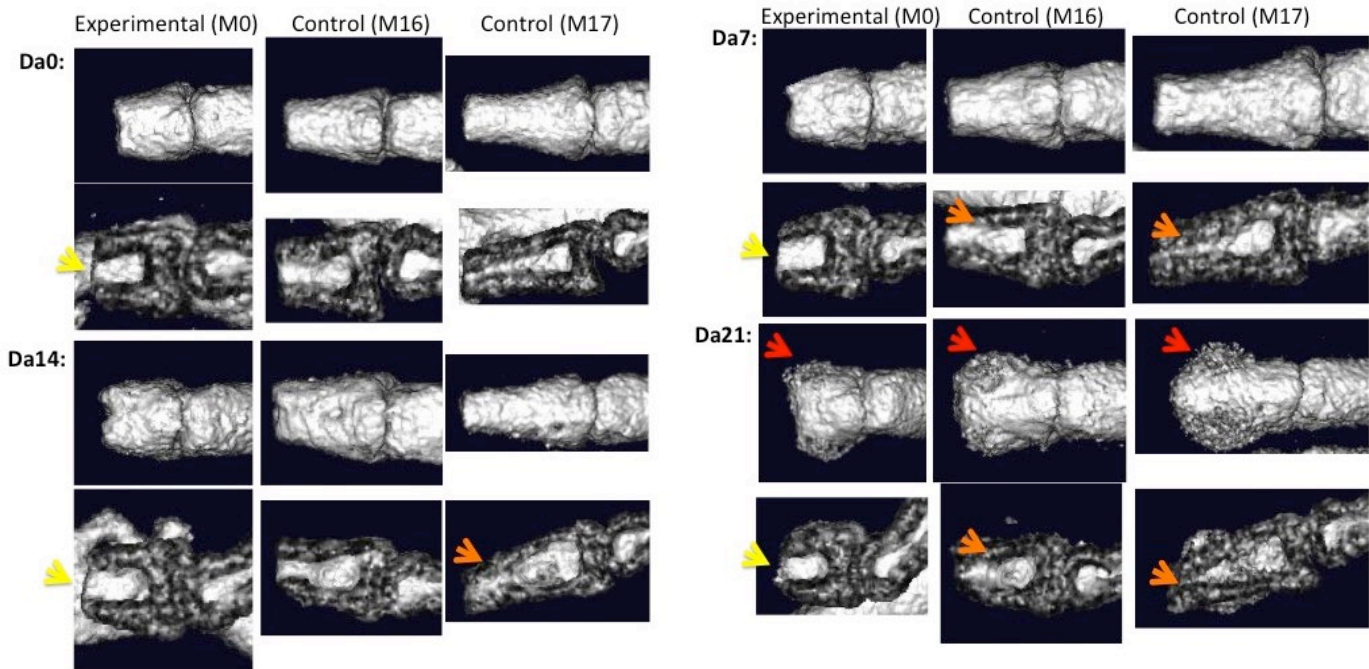 Experimental (M0) Control (M16) Control (M17)
Da0:
Da14:
Experimental (M0) Control (M16) Control (M17)
Da7:
Da21: